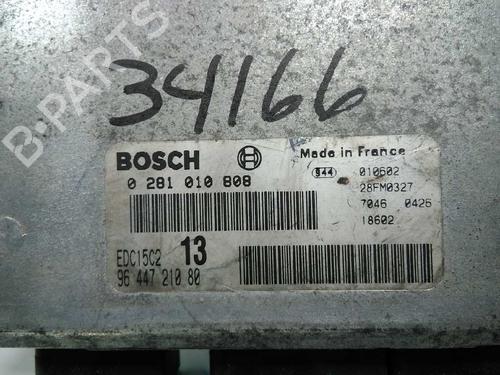 B-PARTS
34166
BOSCH
Made in France
0 281 010 808
944 010602
28FM0327
7046 0426
18602
EDC15C2 13
96 447 210 80